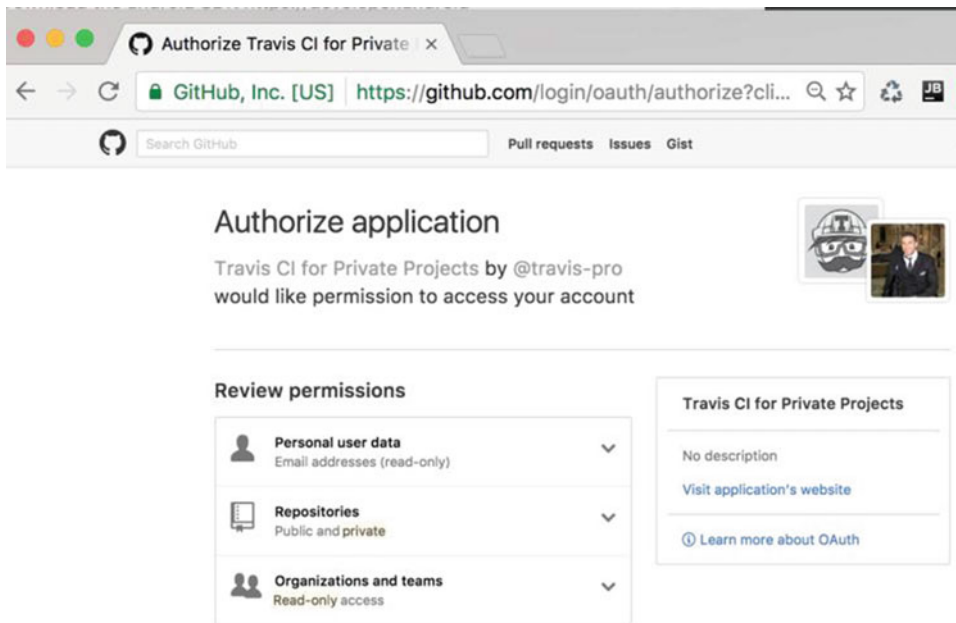 Authorize Travis CI for Private
GitHub, Inc. [US] https://github.com/login/oauth/authorize?cli...
JB
Search GitHub
Pull requests Issues Gist
Authorize application
Travis CI for Private Projects by @travis-pro
would like permission to access your account
T
Review permissions
Personal user data
Email addresses (read-only)
Repositories
Public and private
Organizations and teams
Read-only access
Travis CI for Private Projects
No description
Visit application's website
Learn more about OAuth